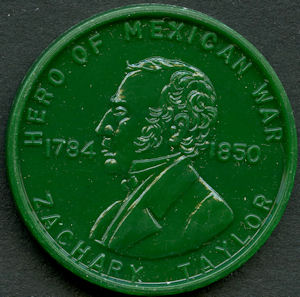 HERO OF MEXICAN WAR
1784 1850
ZACHARY TAYLOR